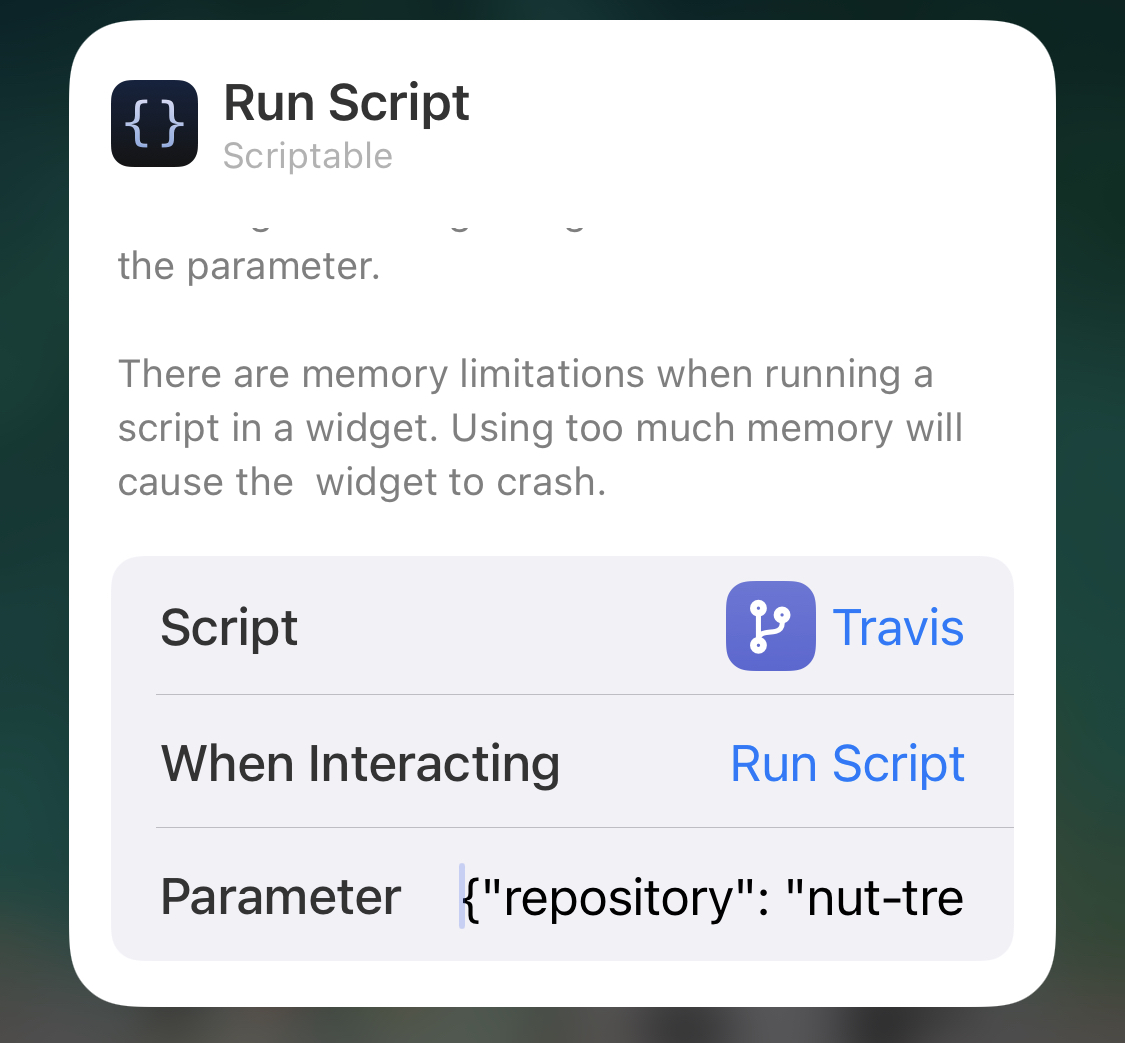 {}
Run Script
Scriptable
the parameter.
There are memory limitations when running a
script in a widget. Using too much memory will
cause the  widget to crash.
Script Travis
When Interacting Run Script
Parameter {"repository": "nut-tre